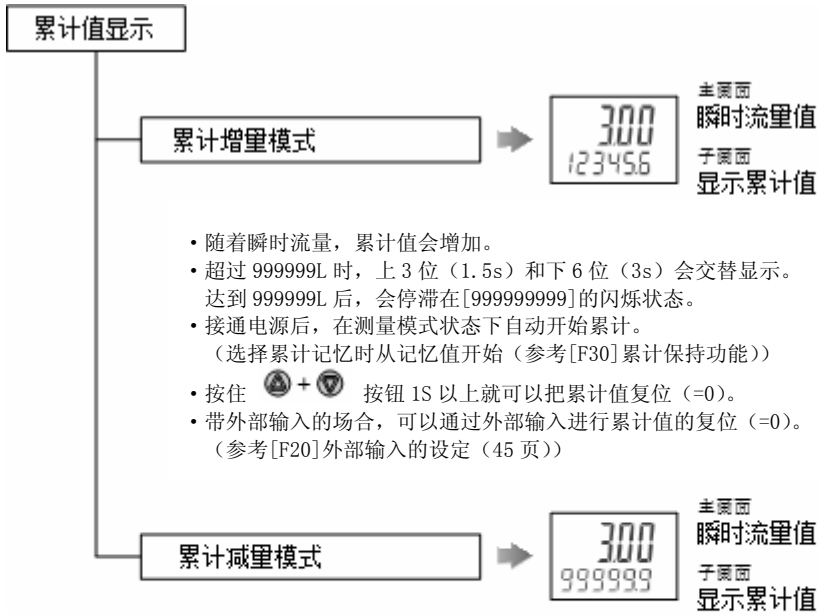 累计值显示
累计增量模式
3.00
12345.6
主画面
瞬时流量值
子画面
显示累计值
·随着瞬时流量，累计值会增加。
·超过 999999L 时，上 3 位（1.5s）和下 6 位（3s）会交替显示。
达到 999999L 后，会停滞在[999999999]的闪烁状态。
·接通电源后，在测量模式状态下自动开始累计。
（选择累计记忆时从记忆值开始（参考[F30]累计保持功能））
·按住 + 按钮 1S 以上就可以把累计值复位（=0）。
·带外部输入的场合，可以通过外部输入进行累计值的复位（=0）。
（参考[F20]外部输入的设定（45 页））
累计减量模式
3.00
99999.9
主画面
瞬时流量值
子画面
显示累计值